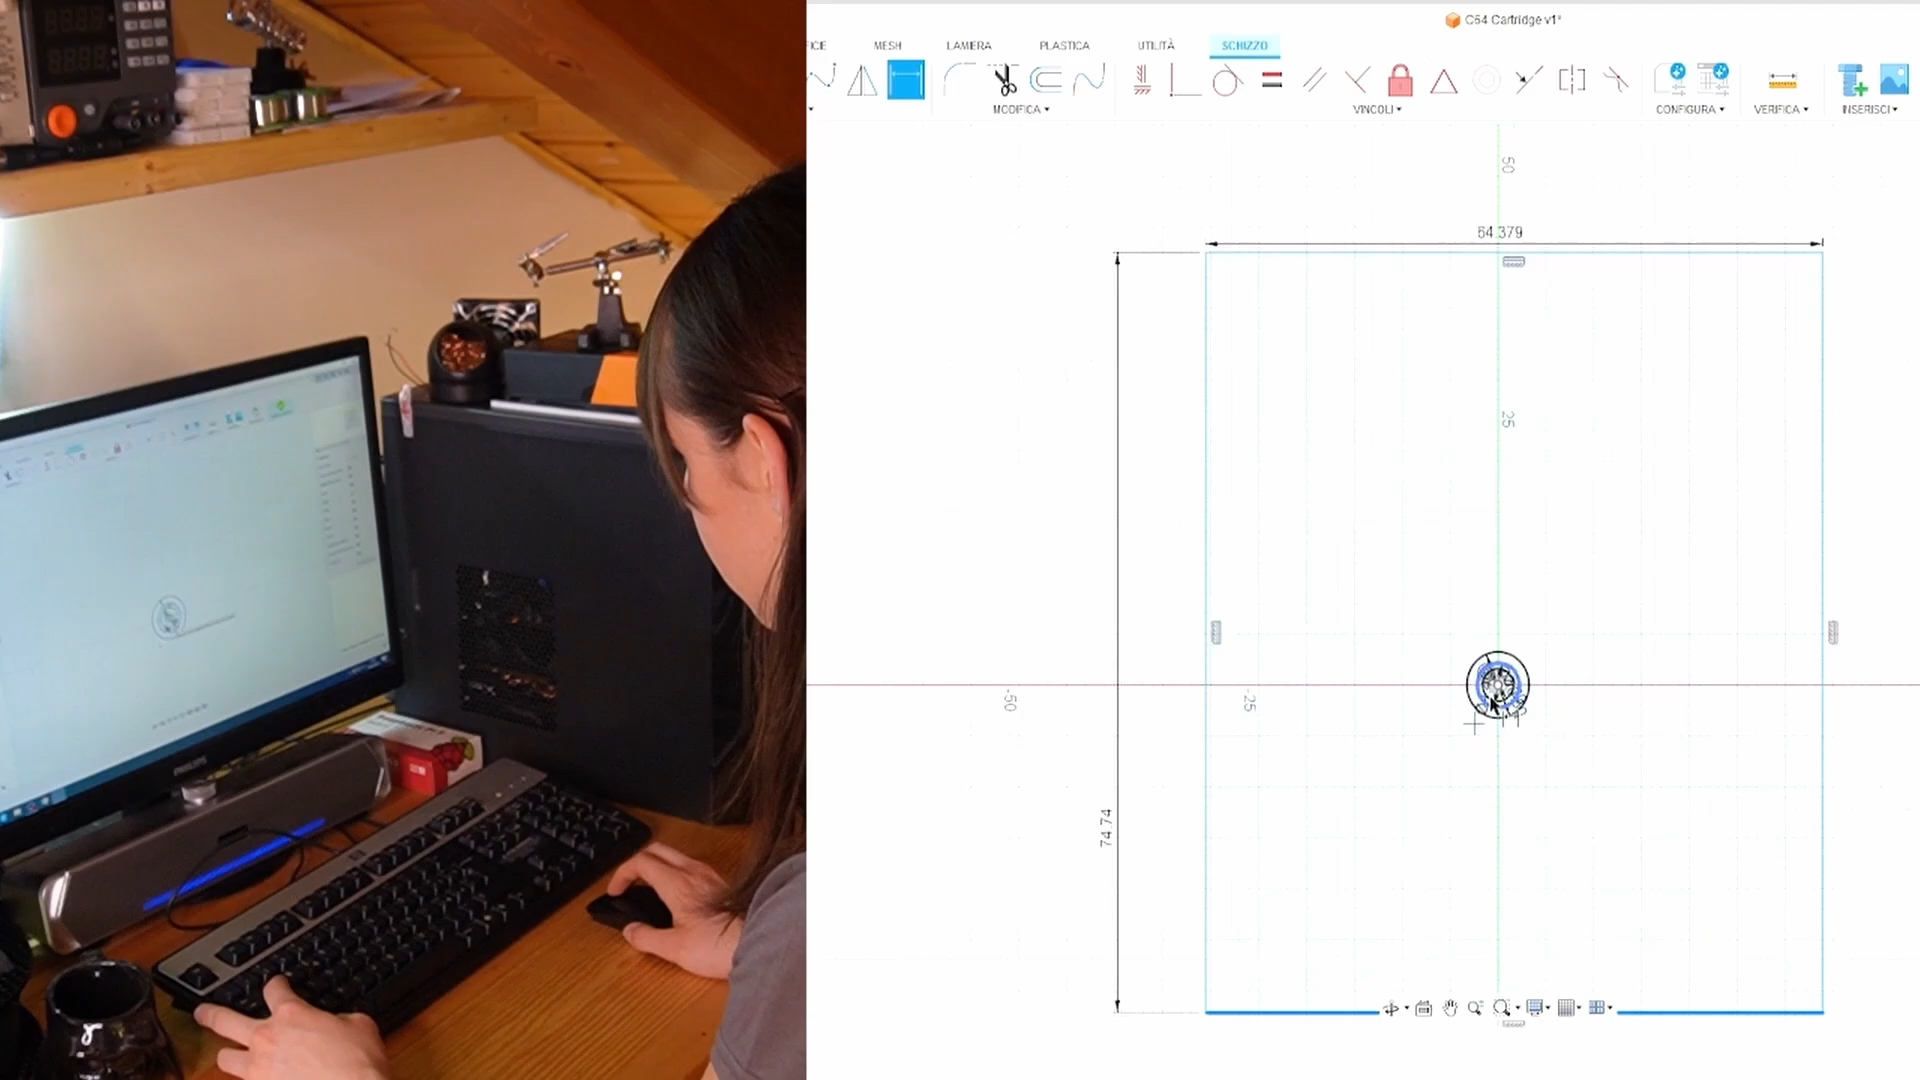 C64 Cartridge v1*
FICIE MESH LAMIERA PLASTICA UTILITÀ SCHIZZO
MODIFICA VINCOLI CONFIGURA VERIFICA INSERISCI
50
64.379
25
-50
-25
74.74
PHILIPS